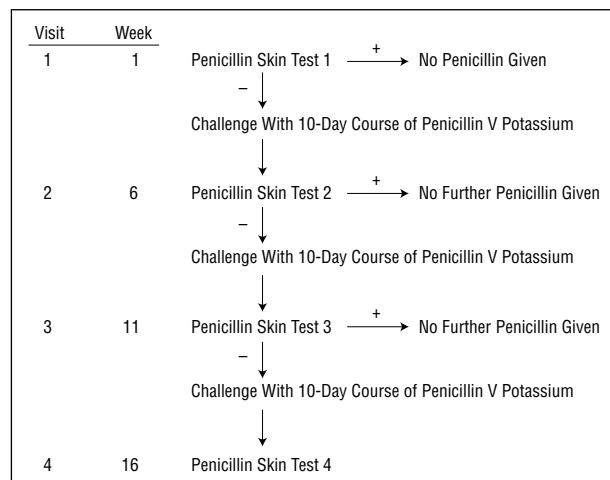 Visit Week
1 1 Penicillin Skin Test 1 + No Penicillin Given
–
Challenge With 10-Day Course of Penicillin V Potassium
2 6 Penicillin Skin Test 2 + No Further Penicillin Given
–
Challenge With 10-Day Course of Penicillin V Potassium
3 11 Penicillin Skin Test 3 + No Further Penicillin Given
–
Challenge With 10-Day Course of Penicillin V Potassium
4 16 Penicillin Skin Test 4